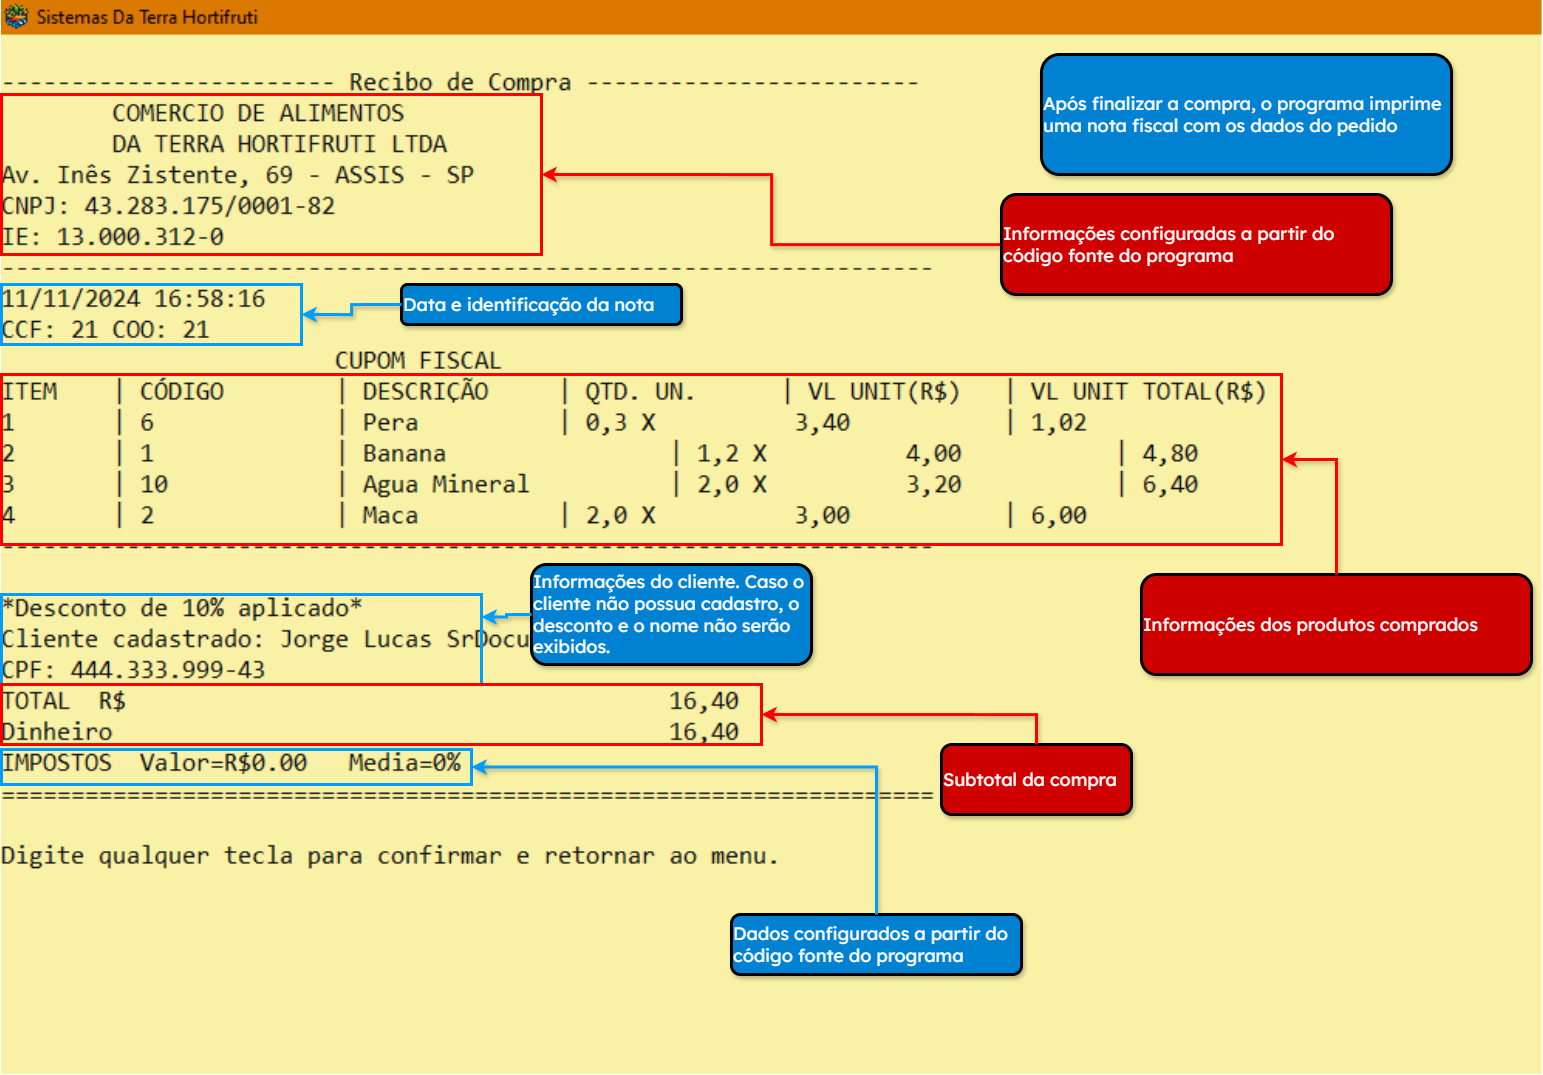 Sistemas Da Terra Hortifruti
------------------------ Recibo de Compra ------------------------
COMERCIO DE ALIMENTOS
DA TERRA HORTIFRUTI LTDA
Av. Inês Zistente, 69 - ASSIS - SP
CNPJ: 43.283.175/0001-82
IE: 13.000.312-0
Após finalizar a compra, o programa imprime
uma nota fiscal com os dados do pedido
Informações configuradas a partir do
código fonte do programa
-------------------------------------------------------------------
11/11/2024 16:58:16
CCF: 21 COO: 21
Data e identificação da nota
CUPOM FISCAL
ITEM | CÓDIGO | DESCRIÇÃO | QTD. UN. | VL UNIT(R$) | VL UNIT TOTAL(R$)
1 | 6 | Pera | 0,3 X 3,40 | 1,02
2 | 1 | Banana | 1,2 X 4,00 | 4,80
3 | 10 | Agua Mineral | 2,0 X 3,20 | 6,40
4 | 2 | Maca | 2,0 X 3,00 | 6,00
-------------------------------------------------------------------
*Desconto de 10% aplicado*
Cliente cadastrado: Jorge Lucas SrDocu
CPF: 444.333.999-43
Informações do cliente. Caso o
cliente não possua cadastro, o
desconto e o nome não serão
exibidos.
Informações dos produtos comprados
TOTAL R$ 16,40
Dinheiro 16,40
IMPOSTOS Valor=R$0.00 Media=0%
Subtotal da compra
===================================================================
Digite qualquer tecla para confirmar e retornar ao menu.
Dados configurados a partir do
código fonte do programa